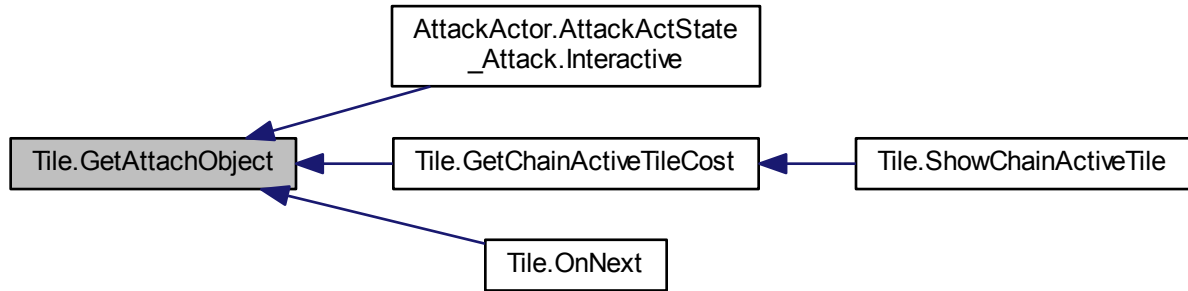 AttackActor.AttackActState
_Attack.Interactive
Tile.GetAttachObject
Tile.GetChainActiveTileCost
Tile.ShowChainActiveTile
Tile.OnNext